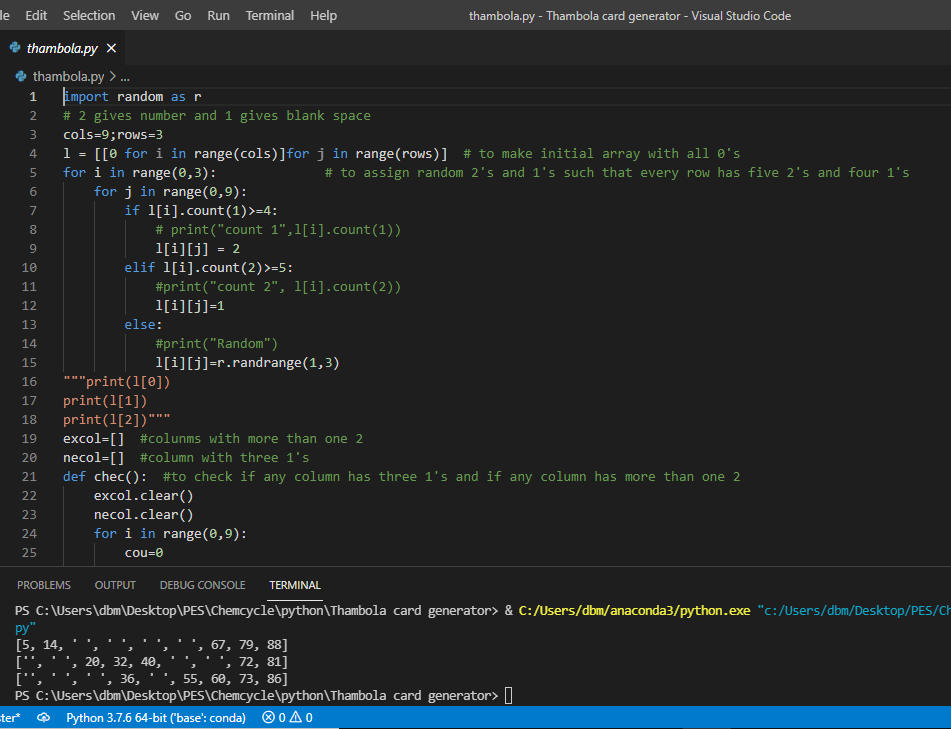 le Edit Selection View Go Run Terminal Help thambola.py - Thambola card generator - Visual Studio Code
thambola.py ×
thambola.py > ...
1 import random as r
2 # 2 gives number and 1 gives blank space
3 cols=9;rows=3
4 l = [[0 for i in range(cols)]for j in range(rows)]  # to make initial array with all 0's
5 for i in range(0,3):              # to assign random 2's and 1's such that every row has five 2's and four 1's
6     for j in range(0,9):
7         if l[i].count(1)>=4:
8             # print("count 1",l[i].count(1))
9             l[i][j] = 2
10         elif l[i].count(2)>=5:
11             #print("count 2", l[i].count(2))
12             l[i][j]=1
13         else:
14             #print("Random")
15             l[i][j]=r.randrange(1,3)
16 """print(l[0])
17 print(l[1])
18 print(l[2])"""
19 excol=[]  #colunms with more than one 2
20 necol=[]  #column with three 1's
21 def chec():  #to check if any column has three 1's and if any column has more than one 2
22     excol.clear()
23     necol.clear()
24     for i in range(0,9):
25         cou=0
PROBLEMS OUTPUT DEBUG CONSOLE TERMINAL
PS C:\Users\dbm\Desktop\PES\Chemcycle\python\Thambola card generator> & C:/Users/dbm/anaconda3/python.exe "c:/Users/dbm/Desktop/PES/Ch
py"
[5, 14, ' ', ' ', ' ', ' ', 67, 79, 88]
['', ' ', 20, 32, 40, ' ', ' ', 72, 81]
['', ' ', ' ', 36, ' ', 55, 60, 73, 86]
PS C:\Users\dbm\Desktop\PES\Chemcycle\python\Thambola card generator>
ter* Python 3.7.6 64-bit ('base': conda) 0 0